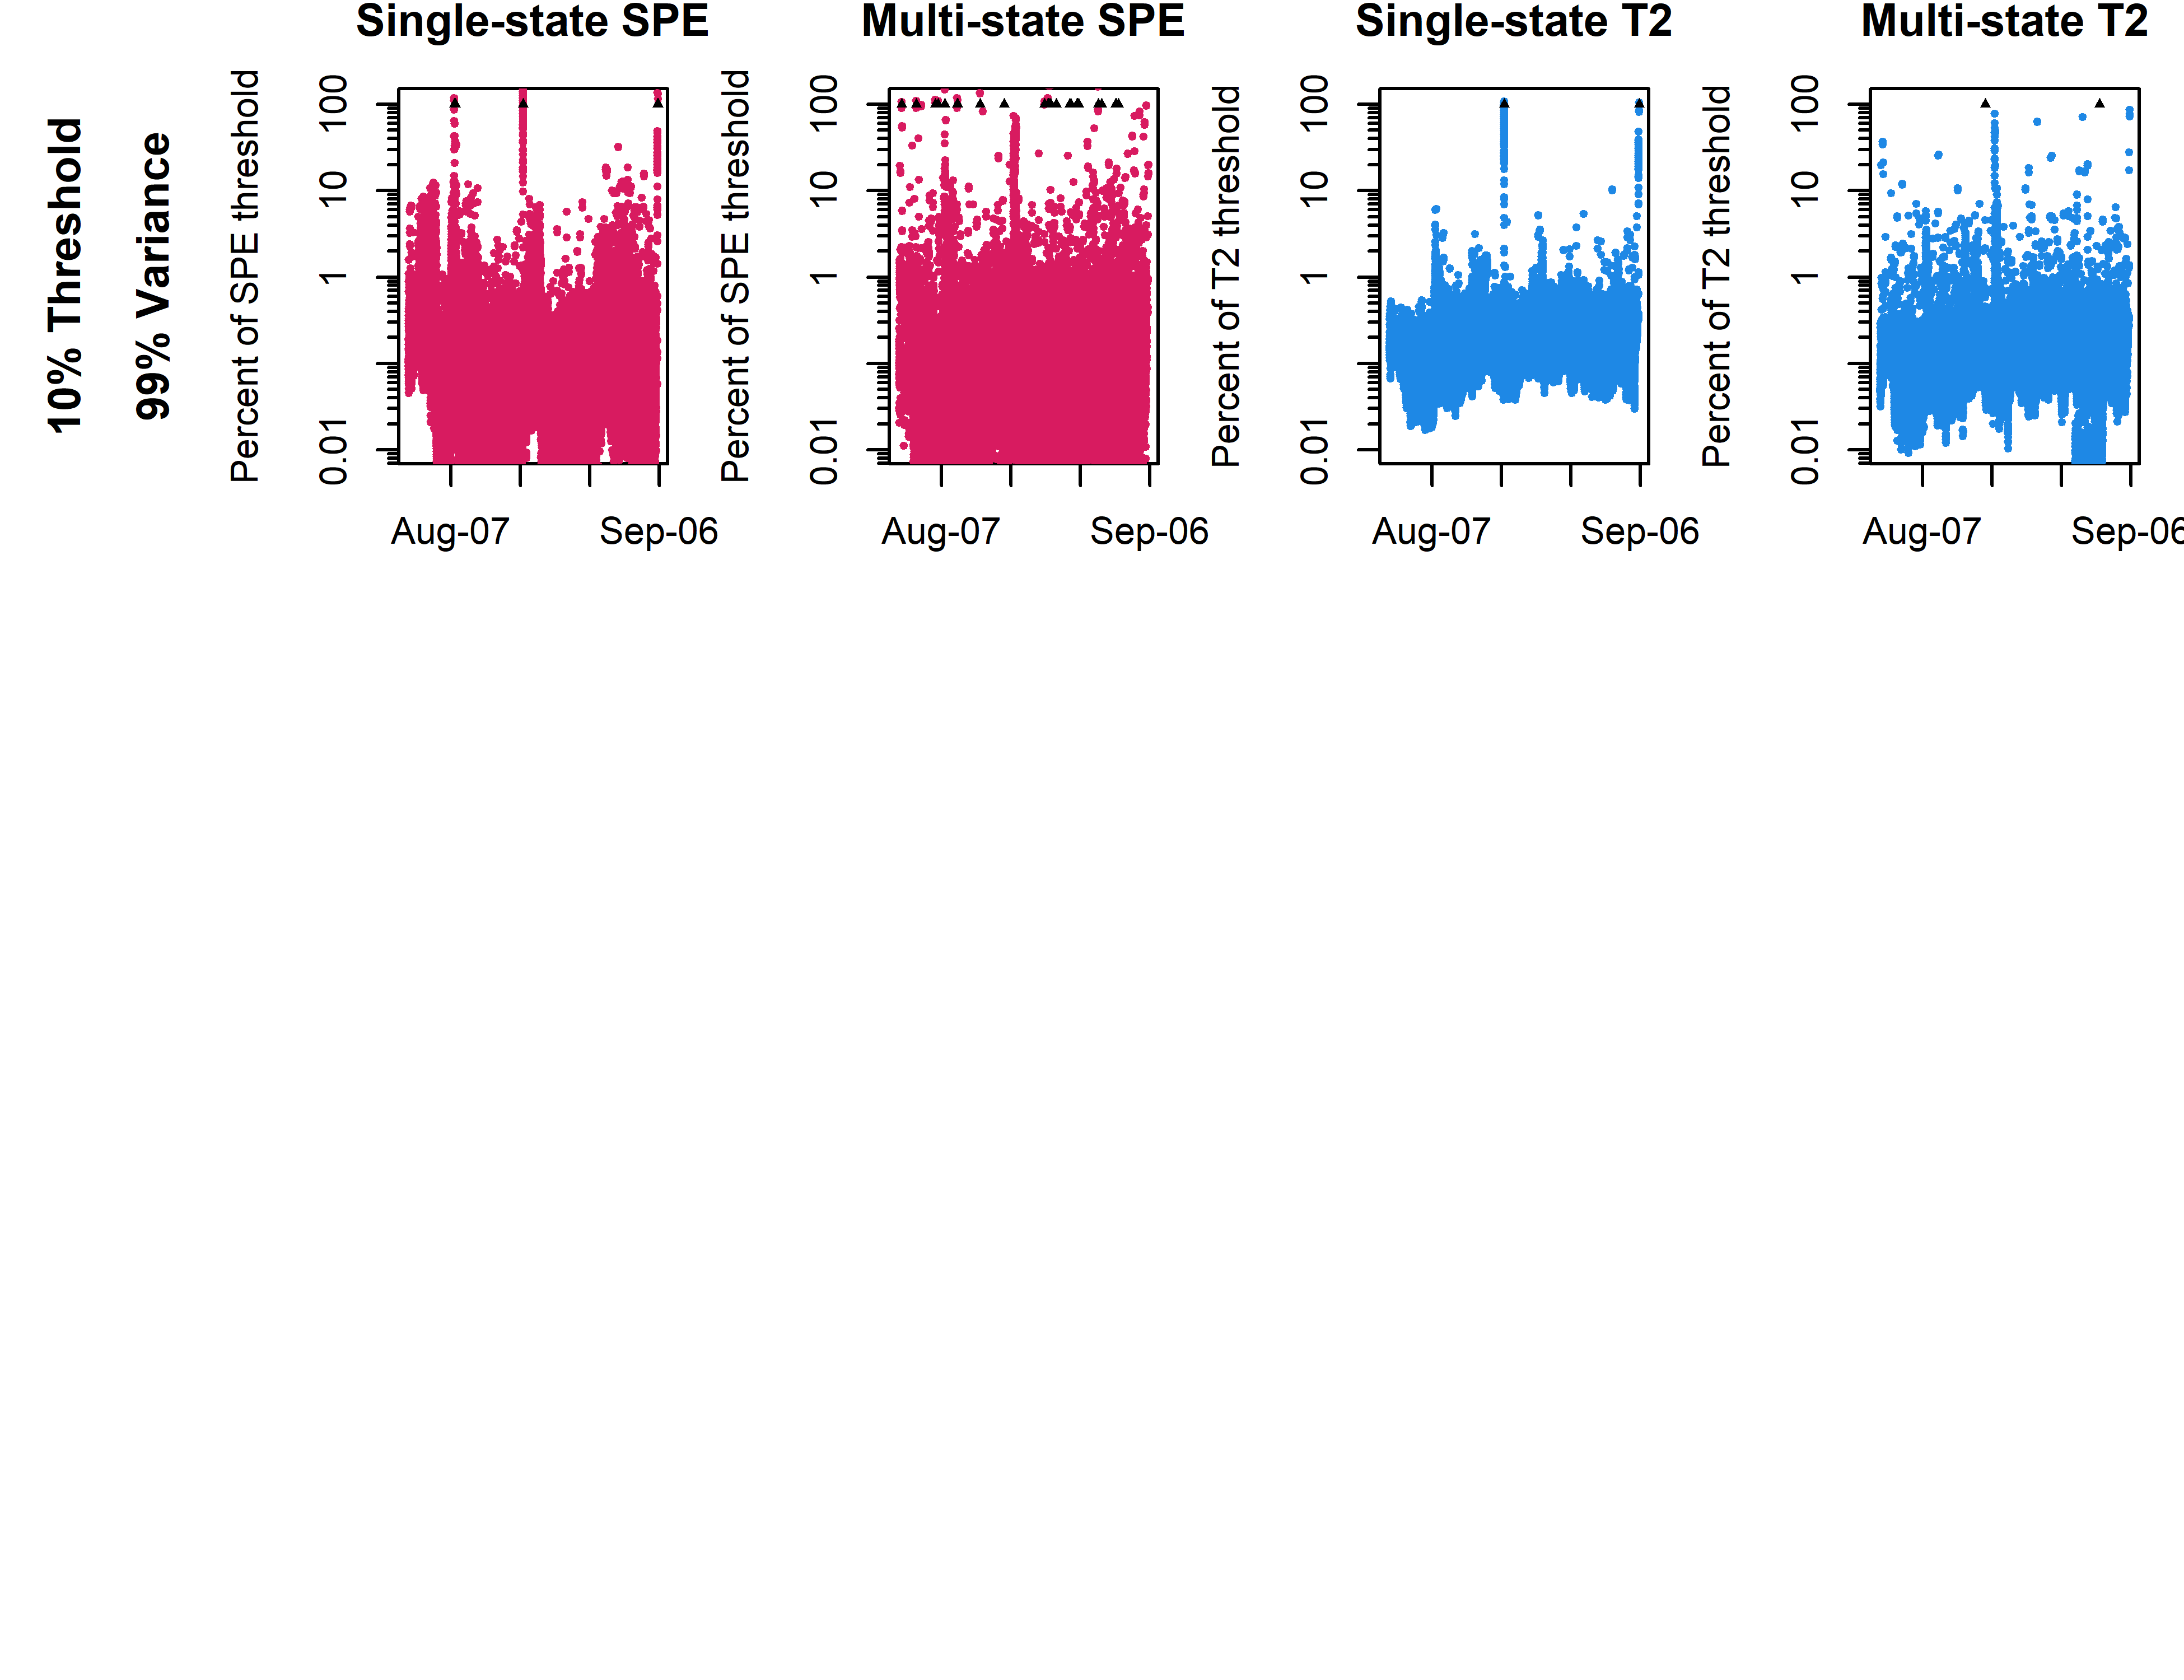 Single-state SPE
Multi-state SPE
Single-state T2
Multi-state T2
10% Threshold
99% Variance
Percent of SPE threshold
100
10
1
0.01
Aug-07
Sep-06
Percent of SPE threshold
100
10
1
0.01
Aug-07
Sep-06
Percent of T2 threshold
100
10
1
0.01
Aug-07
Sep-06
Percent of T2 threshold
100
10
1
0.01
Aug-07
Sep-06